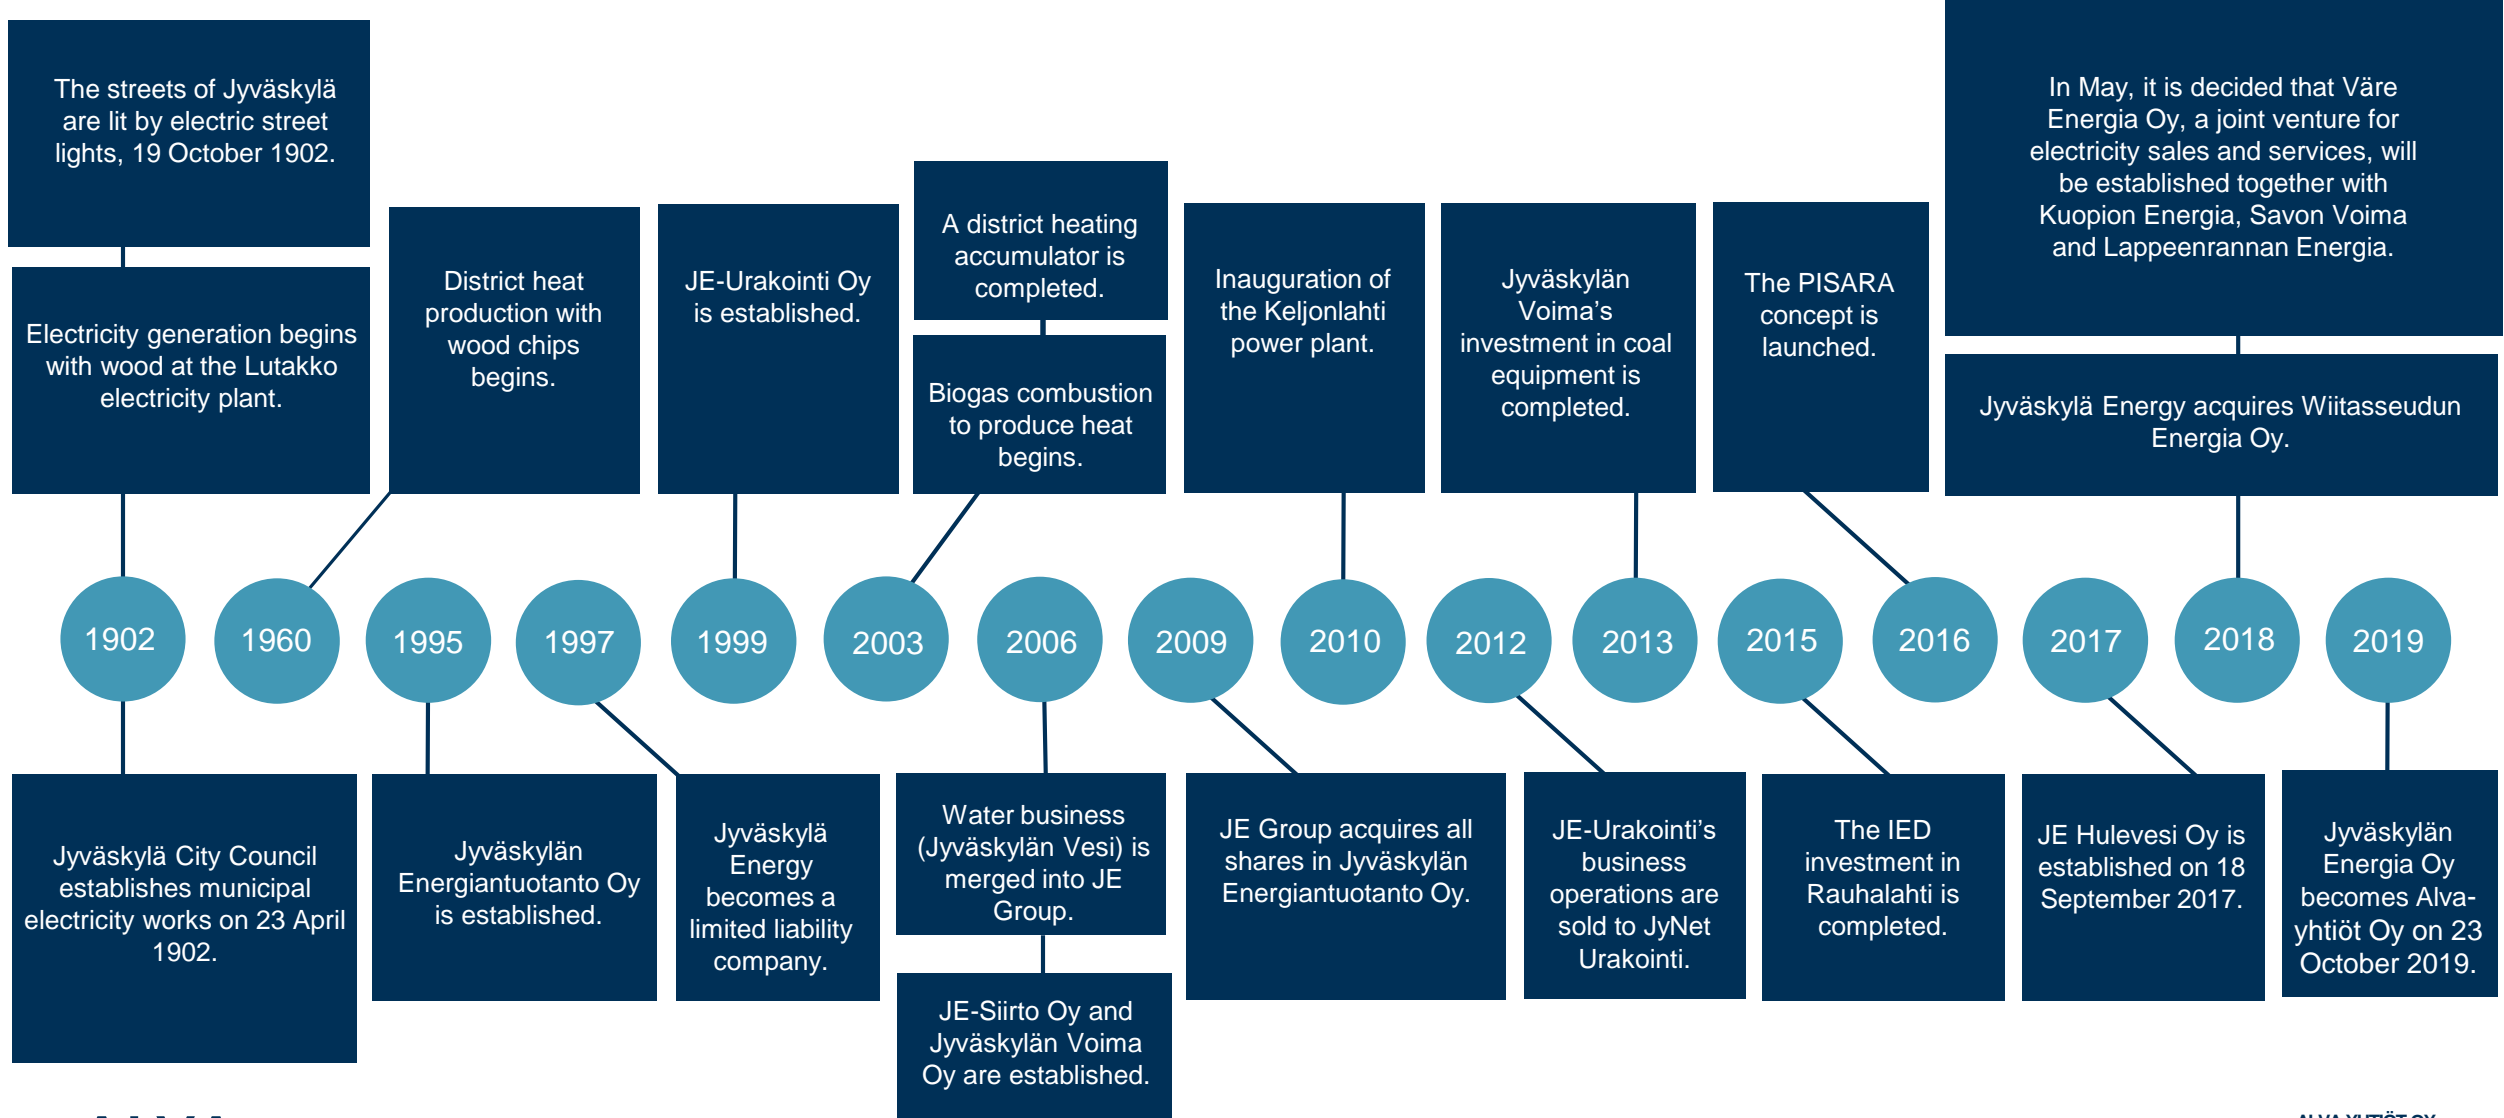 The streets of Jyväskylä
are lit by electric street
lights, 19 October 1902.
Electricity generation begins
with wood at the Lutakko
electricity plant.
District heat
production with
wood chips
begins.
JE-Urakointi Oy
is established.
A district heating
accumulator is
completed.
Biogas combustion
to produce heat
begins.
Inauguration of
the Keljonlahti
power plant.
Jyväskylän
Voima’s
investment in coal
equipment is
completed.
The PISARA
concept is
launched.
In May, it is decided that Väre
Energia Oy, a joint venture for
electricity sales and services, will
be established together with
Kuopion Energia, Savon Voima
and Lappeenrannan Energia.
Jyväskylä Energy acquires Wiitasseudun
Energia Oy.
1902
1960
1995
1997
1999
2003
2006
2009
2010
2012
2013
2015
2016
2017
2018
2019
Jyväskylä City Council
establishes municipal
electricity works on 23 April
1902.
Jyväskylän
Energiantuotanto Oy
is established.
Jyväskylä
Energy
becomes a
limited liability
company.
Water business
(Jyväskylän Vesi) is
merged into JE
Group.
JE-Siirto Oy and
Jyväskylän Voima
Oy are established.
JE Group acquires all
shares in Jyväskylän
Energiantuotanto Oy.
JE-Urakointi’s
business
operations are
sold to JyNet
Urakointi.
The IED
investment in
Rauhalahti is
completed.
JE Hulevesi Oy is
established on 18
September 2017.
Jyväskylän
Energia Oy
becomes Alva-
yhtiöt Oy on 23
October 2019.
ALVA-YHTIÖT OY